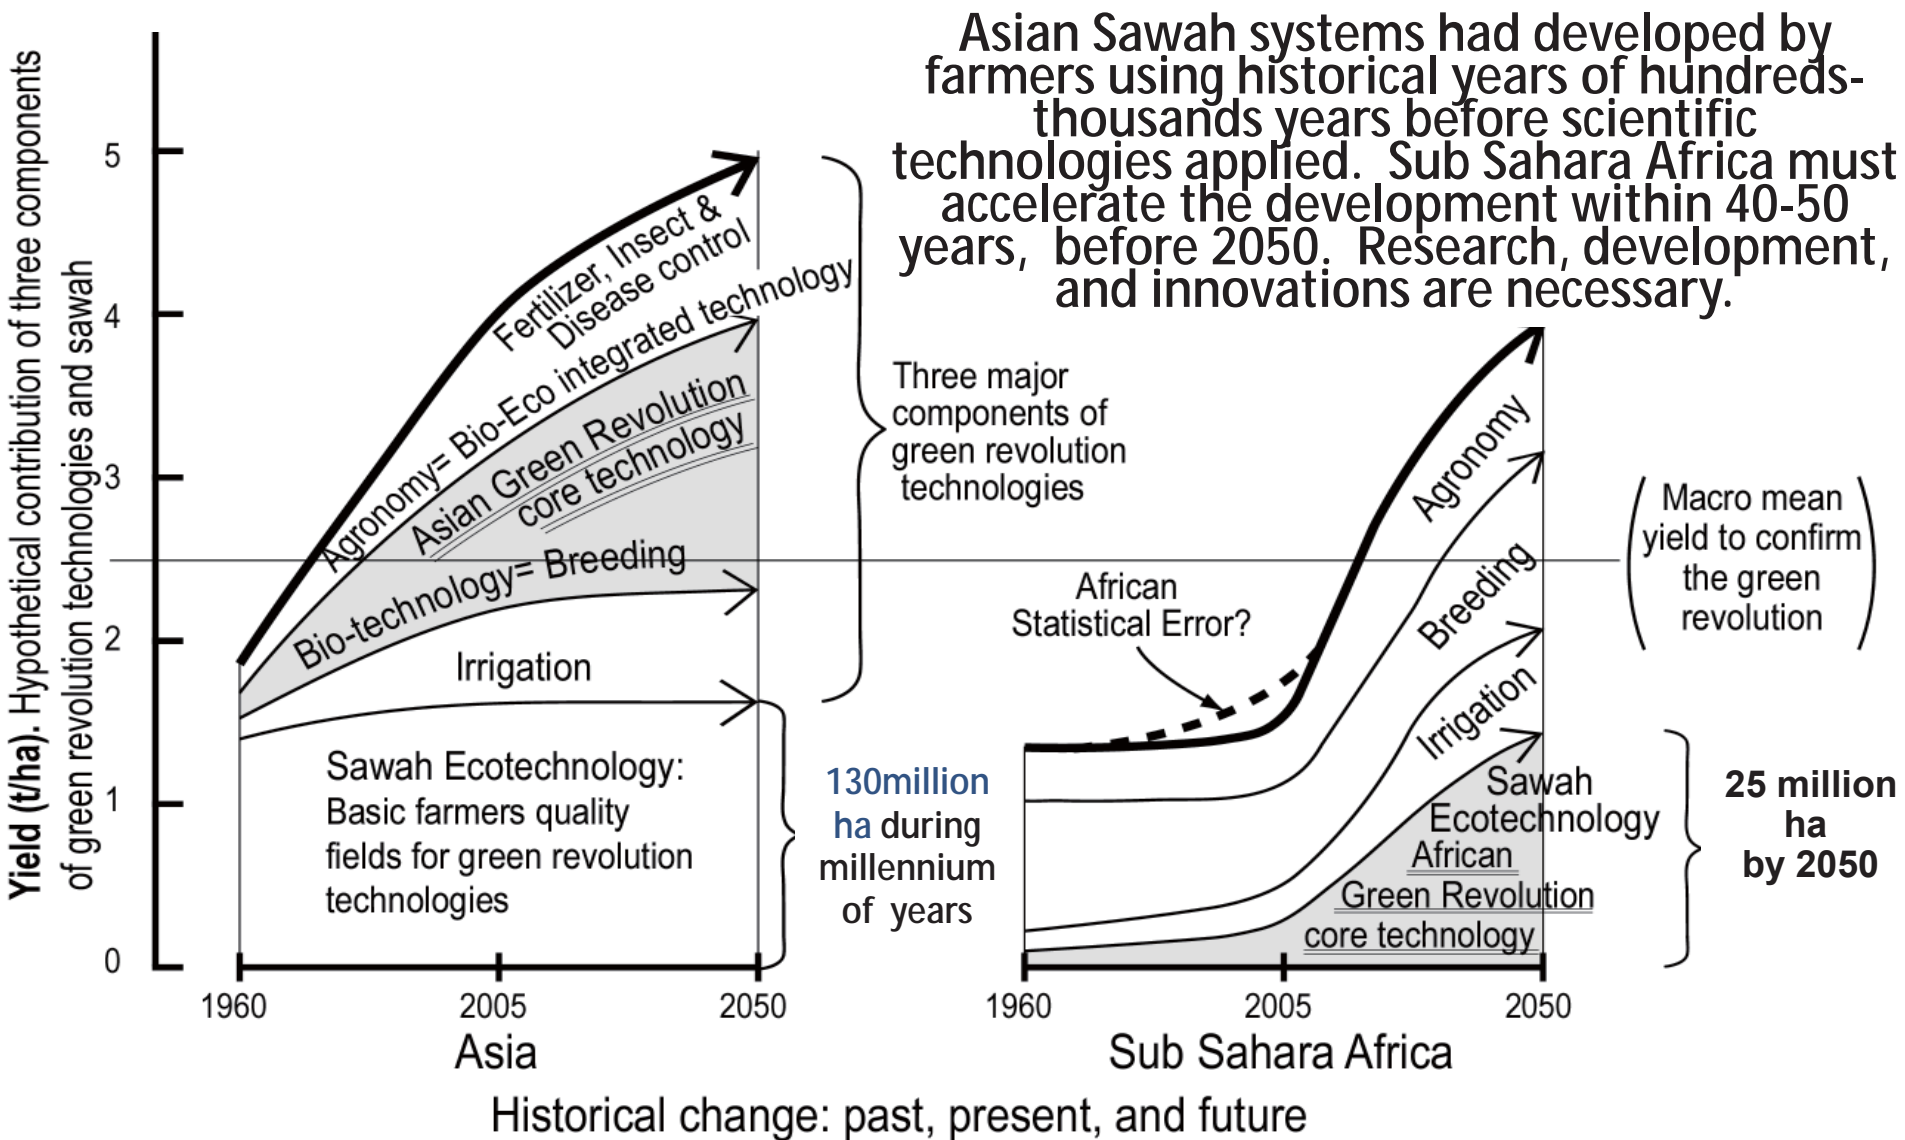 Asian Sawah systems had developed by
farmers using historical years of hundreds-
thousands years before scientific
technologies applied.  Sub Sahara Africa must
accelerate the development within 40-50
years,  before 2050.  Research, development,
and innovations are necessary.
Yield (t/ha). Hypothetical contribution of three components
of green revolution technologies and sawah
5
4
3
2
1
0
Fertilizer, Insect &
Disease control
Agronomy= Bio-Eco integrated technology
Asian Green Revolution
core technology
Bio-technology= Breeding
Irrigation
Sawah Ecotechnology:
Basic farmers quality
fields for green revolution
technologies
Three major
components of
green revolution
technologies
130million
ha during
millennium
of years
African
Statistical Error?
Agronomy
Breeding
Irrigation
Sawah
Ecotechnology
African
Green Revolution
core technology
Macro mean
yield to confirm
the green
revolution
25 million
ha
by 2050
1960
2005
2050
Asia
1960
2005
2050
Sub Sahara Africa
Historical change: past, present, and future